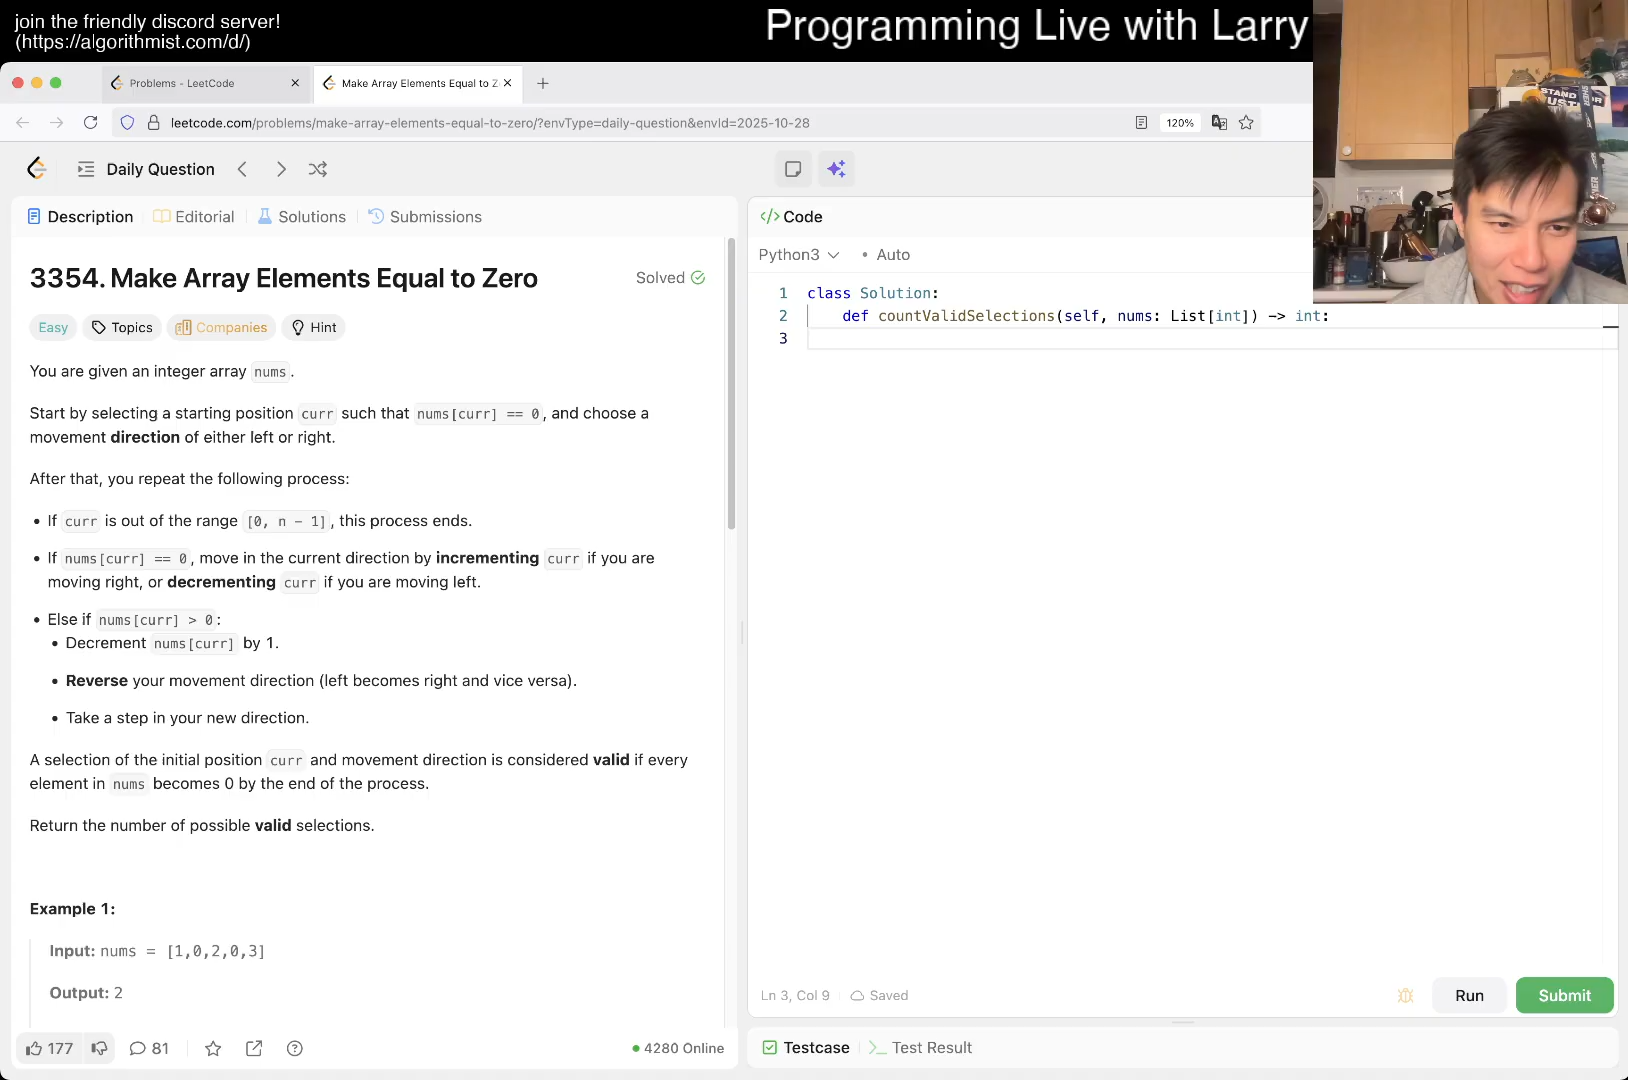 join the friendly discord server!
(https://algorithmist.com/d/)
Programming Live with Larry
Problems - LeetCode
Make Array Elements Equal to Z
leetcode.com/problems/make-array-elements-equal-to-zero/?envType=daily-question&envId=2025-10-28
120%
Daily Question
Description
Editorial
Solutions
Submissions
3354. Make Array Elements Equal to Zero
Solved
Easy
Topics
Companies
Hint
You are given an integer array nums.
Start by selecting a starting position curr such that nums[curr] == 0, and choose a
movement direction of either left or right.
After that, you repeat the following process:
• If curr is out of the range [0, n - 1], this process ends.
• If nums[curr] == 0, move in the current direction by incrementing curr if you are
moving right, or decrementing curr if you are moving left.
• Else if nums[curr] > 0:
• Decrement nums[curr] by 1.
• Reverse your movement direction (left becomes right and vice versa).
• Take a step in your new direction.
A selection of the initial position curr and movement direction is considered valid if every
element in nums becomes 0 by the end of the process.
Return the number of possible valid selections.
Example 1:
Input: nums = [1,0,2,0,3]
Output: 2
177
81
4280 Online
</> Code
Python3
• Auto
1 class Solution:
2 def countValidSelections(self, nums: List[int]) -> int:
3
Ln 3, Col 9
Saved
Run
Submit
Testcase
Test Result
STAND